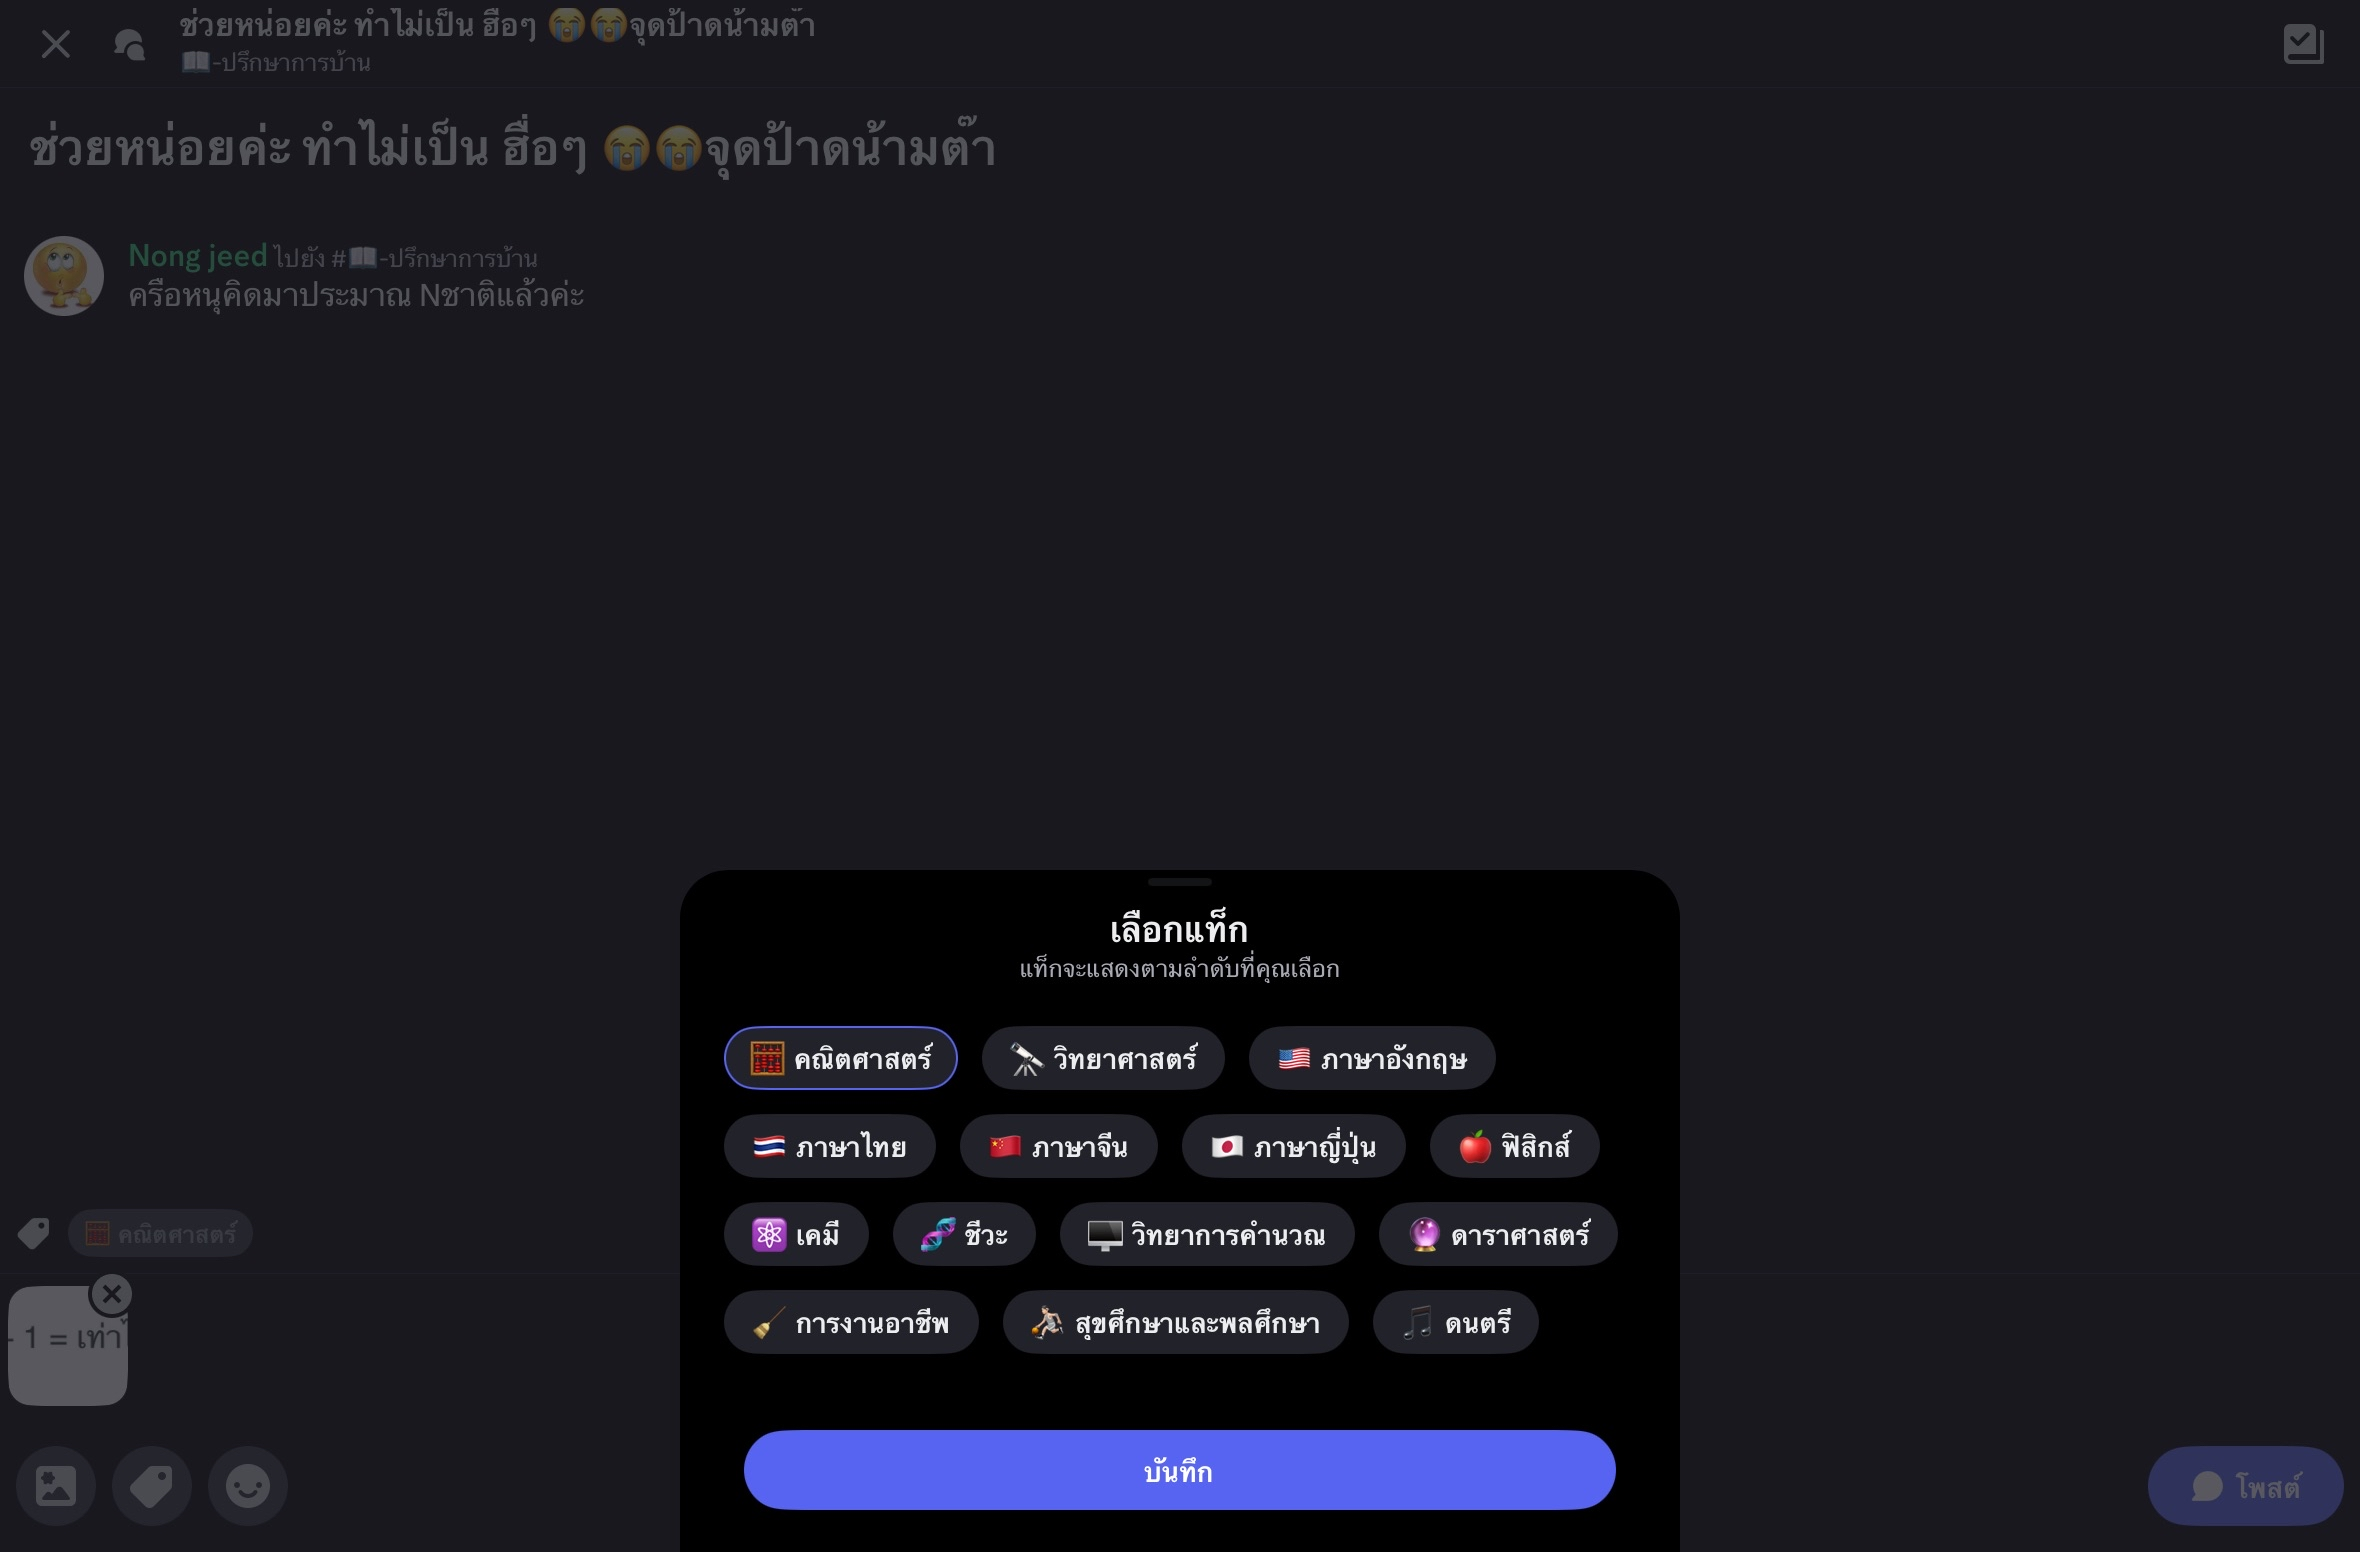 ช่วยหน่อยค่ะ ทำไม่เป็น ฮื่อๆ 😭😭จุดป้าดน้ามต๊า
📖-ปรึกษาการบ้าน
ช่วยหน่อยค่ะ ทำไม่เป็น ฮื่อๆ 😭😭จุดป้าดน้ามต๊า
Nong jeed ไปยัง #📖-ปรึกษาการบ้าน
ครือหนุคิดมาประมาณ Nชาติแล้วค่ะ
เลือกแท็ก
แท็กจะแสดงตามลำดับที่คุณเลือก
🧮 คณิตศาสตร์ 🔭 วิทยาศาสตร์ 🇺🇸 ภาษาอังกฤษ
🇹🇭 ภาษาไทย 🇨🇳 ภาษาจีน 🇯🇵 ภาษาญี่ปุ่น 🍎 ฟิสิกส์
⚛️ เคมี 🧬 ชีวะ 🖥️ วิทยาการคำนวณ 🔮 ดาราศาสตร์
🧹 การงานอาชีพ ⛹🏻 สุขศึกษาและพลศึกษา 🎵 ดนตรี
บันทึก
🧮 คณิตศาสตร์
1 = เท่า
โพสต์